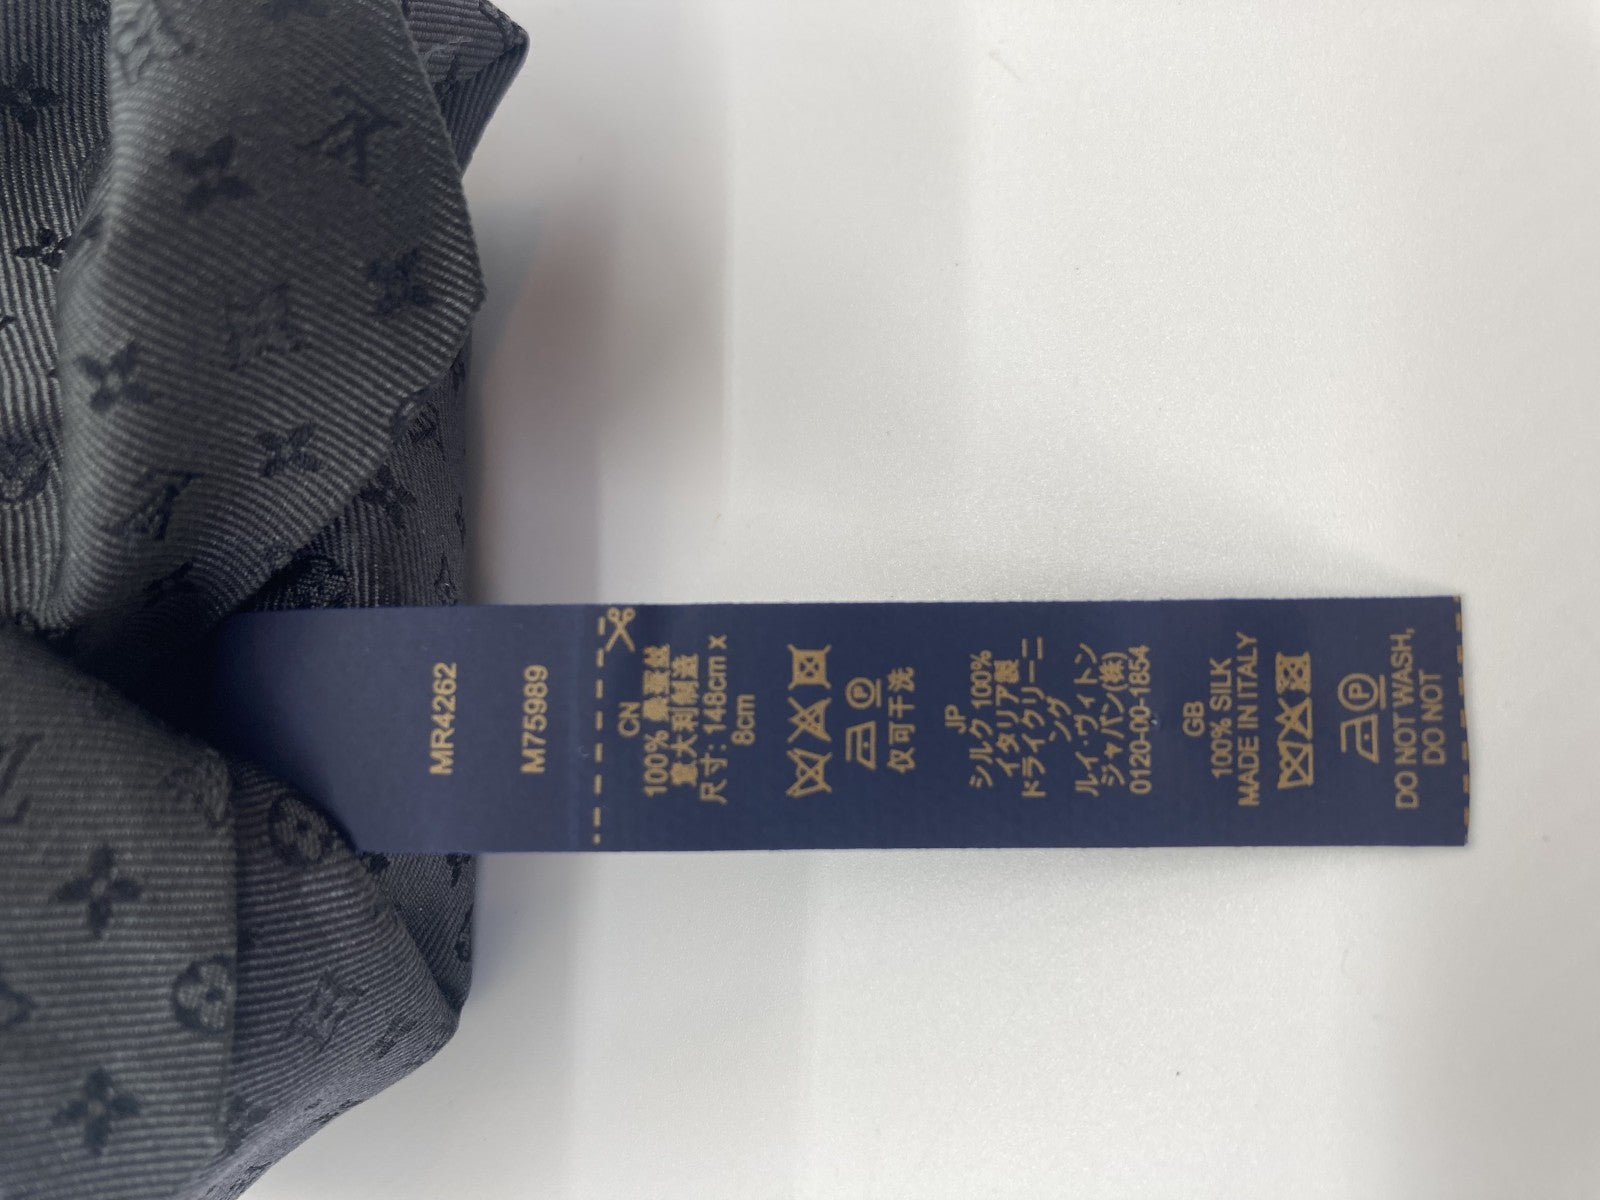 MR4262
M75989
CN
100% 桑蚕丝
意大利制造
尺寸: 148cm x
8cm
仅可干洗
JP
シルク 100%
イタリア製
ドライクリーニ
ング
ルイ・ヴィトン
ジャパン(株)
0120-00-1854
GB
100% SILK
MADE IN ITALY
P
DO NOT WASH,
DO NOT